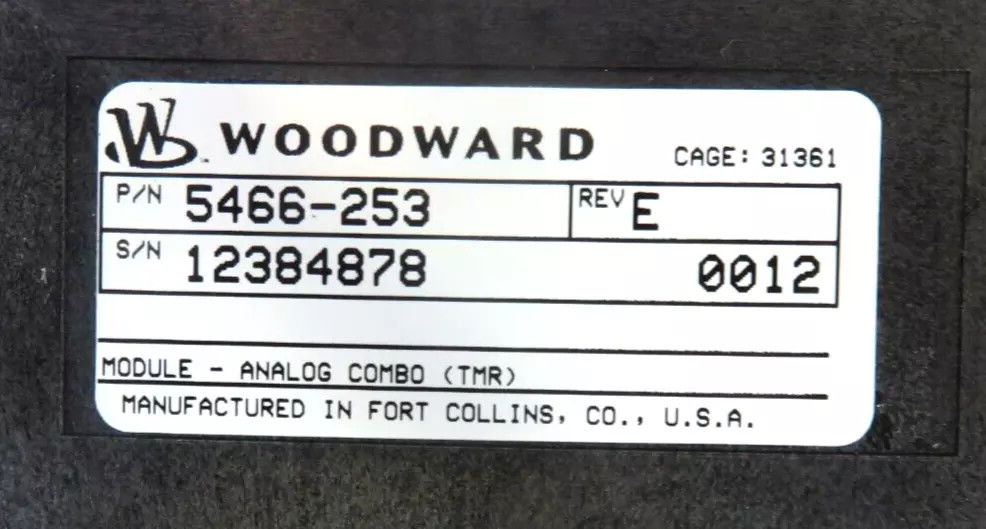 WOODWARD CAGE: 31361
P/N 5466-253 REV E
S/N 12384878 0012
MODULE - ANALOG COMBO (TMR)
MANUFACTURED IN FORT COLLINS, CO., U.S.A.